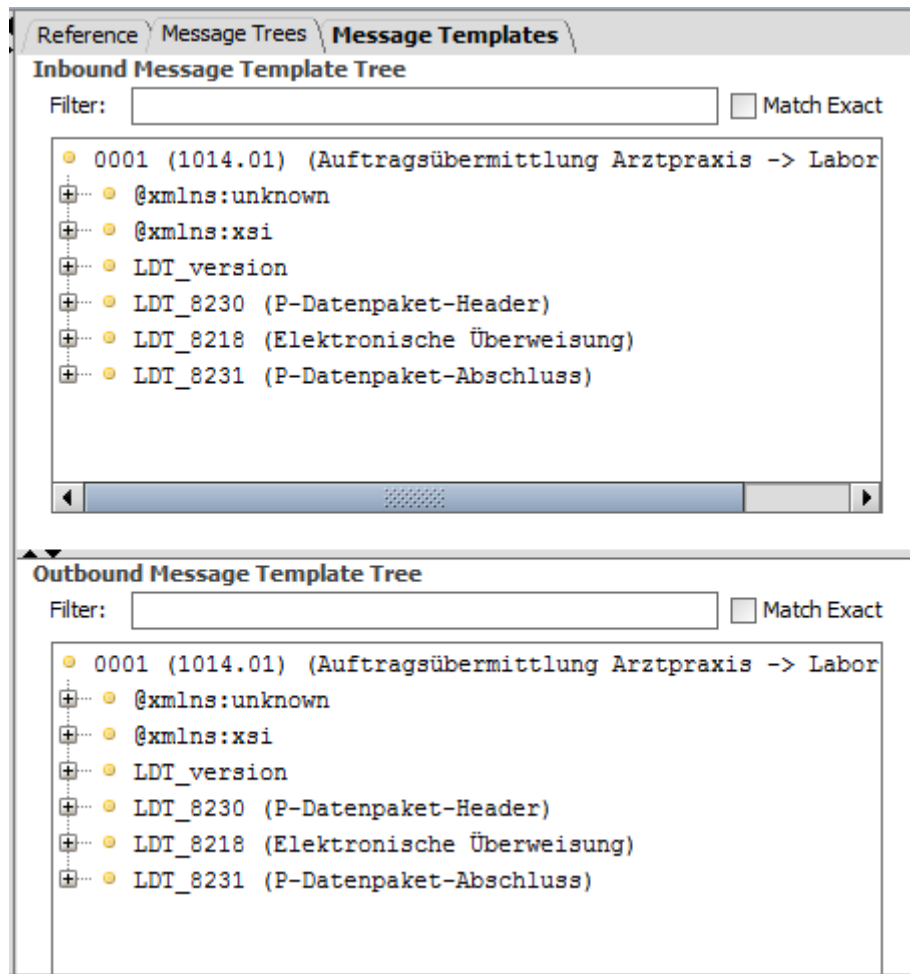 Reference Message Trees Message Templates
Inbound Message Template Tree
Filter: Match Exact
0001 (1014.01) (Auftragsübermittlung Arztpraxis -> Labor
@xmlns:unknown
@xmlns:xsi
LDT_version
LDT_8230 (P-Datenpaket-Header)
LDT_8218 (Elektronische Überweisung)
LDT_8231 (P-Datenpaket-Abschluss)
Outbound Message Template Tree
Filter: Match Exact
0001 (1014.01) (Auftragsübermittlung Arztpraxis -> Labor
@xmlns:unknown
@xmlns:xsi
LDT_version
LDT_8230 (P-Datenpaket-Header)
LDT_8218 (Elektronische Überweisung)
LDT_8231 (P-Datenpaket-Abschluss)